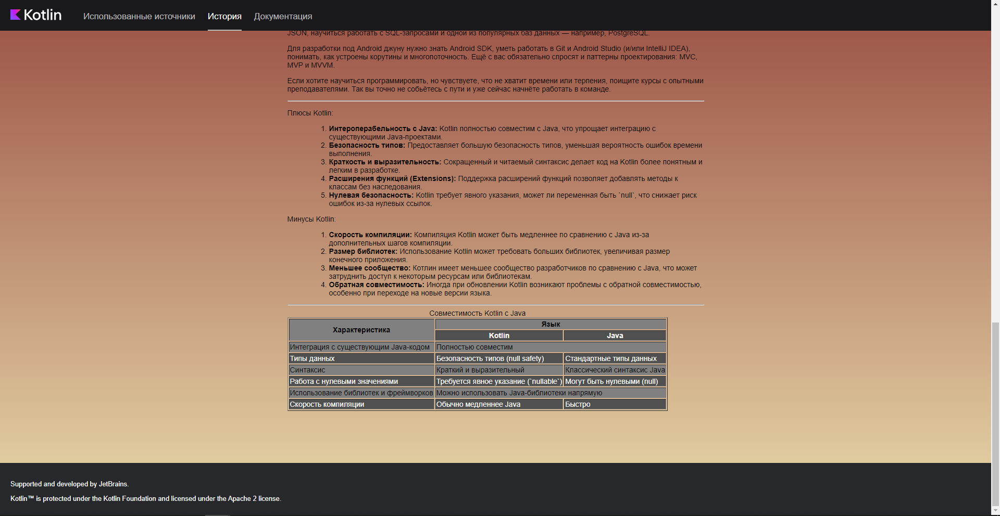 Kotlin
Использованные источники
История
Документация
JSON, научиться работать с SQL-запросами и одной из популярных баз данных — например, PostgreSQL.
Для разработки под Android джуну нужно знать Android SDK, уметь работать в Git и Android Studio (и/или IntelliJ IDEA),
понимать, как устроены корутины и многопоточность. Ещё с вас обязательно спросят и паттерны проектирования: MVC,
MVP и MVVM.
Если хотите научиться программировать, но чувствуете, что не хватит времени или терпения, поищите курсы с опытными
преподавателями. Так вы точно не собьётесь с пути и уже сейчас начнёте работать в команде.
Плюсы Kotlin:
1. Интероперабельность с Java: Kotlin полностью совместим с Java, что упрощает интеграцию с
существующими Java-проектами.
2. Безопасность типов: Предоставляет большую безопасность типов, уменьшая вероятность ошибок времени
выполнения.
3. Краткость и выразительность: Сокращенный и читаемый синтаксис делает код на Kotlin более понятным и
легким в разработке.
4. Расширения функций (Extensions): Поддержка расширений функций позволяет добавлять методы к
классам без наследования.
5. Нулевая безопасность: Kotlin требует явного указания, может ли переменная быть `null`, что снижает риск
ошибок из-за нулевых ссылок.
Минусы Kotlin:
1. Скорость компиляции: Компиляция Kotlin может быть медленнее по сравнению с Java из-за
дополнительных шагов компиляции.
2. Размер библиотек: Использование Kotlin может требовать больших библиотек, увеличивая размер
конечного приложения.
3. Меньшее сообщество: Котлин имеет меньшее сообщество разработчиков по сравнению с Java, что может
затруднить доступ к некоторым ресурсам или библиотекам.
4. Обратная совместимость: Иногда при обновлении Kotlin возникают проблемы с обратной совместимостью,
особенно при переходе на новые версии языка.
Совместимость Kotlin с Java
Характеристика
Язык
Kotlin
Java
Интеграция с существующим Java-кодом
Полностью совместим
Типы данных
Безопасность типов (null safety)
Стандартные типы данных
Синтаксис
Краткий и выразительный
Классический синтаксис Java
Работа с нулевыми значениями
Требуется явное указание (`nullable`)
Могут быть нулевыми (null)
Использование библиотек и фреймворков
Можно использовать Java-библиотеки напрямую
Скорость компиляции
Обычно медленнее Java
Быстро
Supported and developed by JetBrains.
Kotlin™ is protected under the Kotlin Foundation and licensed under the Apache 2 license.